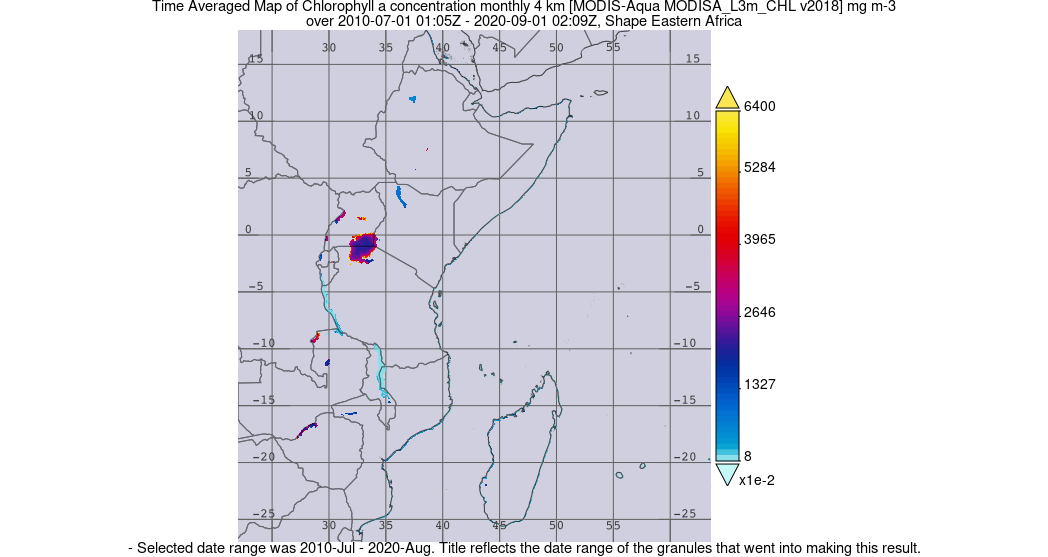 Time Averaged Map of Chlorophyll a concentration monthly 4 km [MODIS-Aqua MODISA_L3m_CHL v2018] mg m-3
over 2010-07-01 01:05Z - 2020-09-01 02:09Z, Shape Eastern Africa
30 35 40 45 50 55
15 15
10 10
5 5
0 0
-5 -5
-10 -10
-15 -15
-20 -20
-25 -25
30 35 40 45 50 55
6400
5284
3965
2646
1327
8
x1e-2
- Selected date range was 2010-Jul - 2020-Aug. Title reflects the date range of the granules that went into making this result.